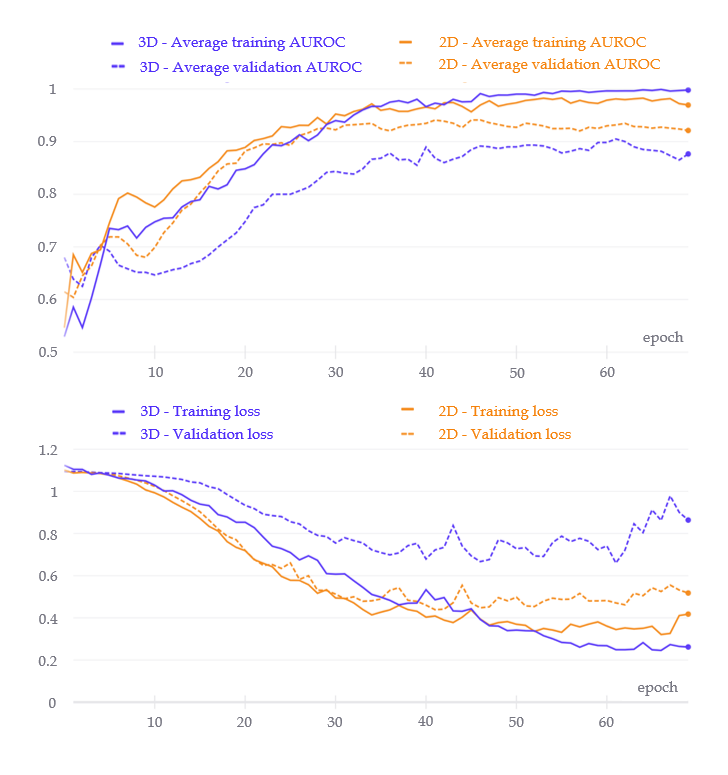 3D - Average training AUROC 2D - Average training AUROC
3D - Average validation AUROC 2D - Average validation AUROC
1
0.9
0.8
0.7
0.6
epoch
0.5
10 20 30 40 50 60
3D - Training loss 2D - Training loss
3D - Validation loss 2D - Validation loss
1.2
1
0.8
0.6
0.4
0.2
epoch
0
10 20 30 40 50 60